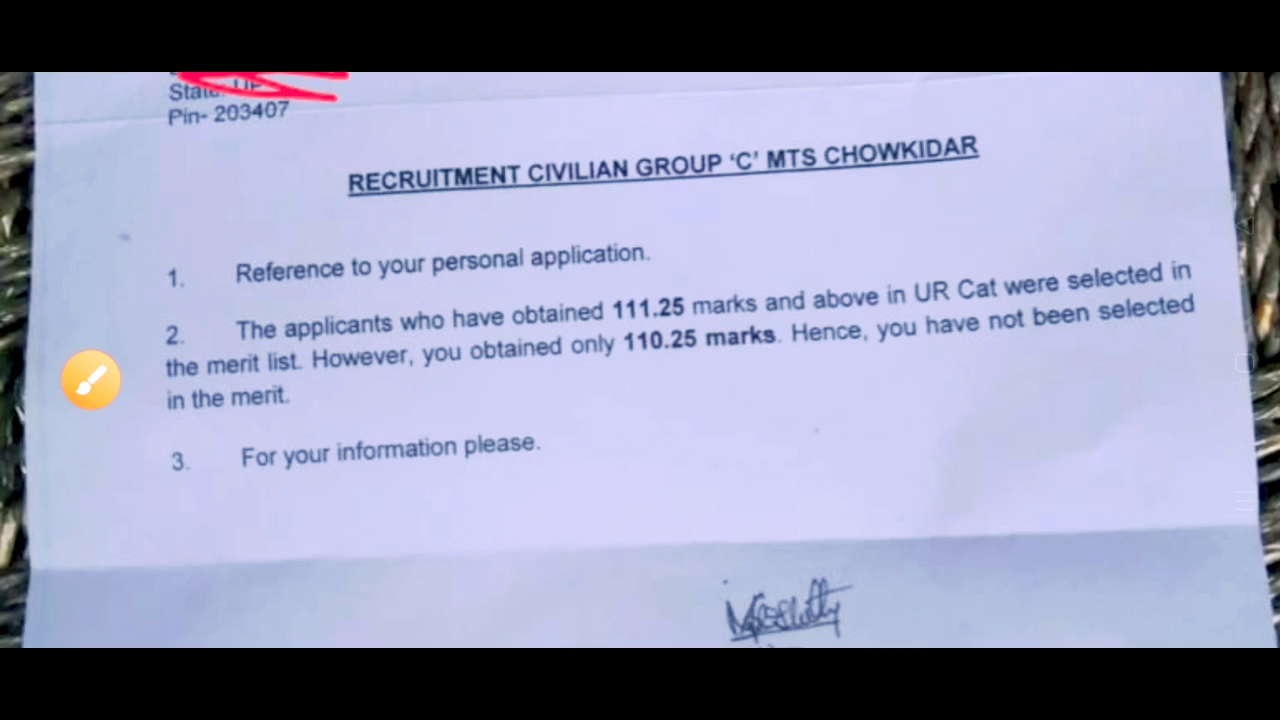 State: UP
Pin- 203407
RECRUITMENT CIVILIAN GROUP ‘C’ MTS CHOWKIDAR
1. Reference to your personal application.
2. The applicants who have obtained 111.25 marks and above in UR Cat were selected in
the merit list. However, you obtained only 110.25 marks. Hence, you have not been selected
in the merit.
3. For your information please.